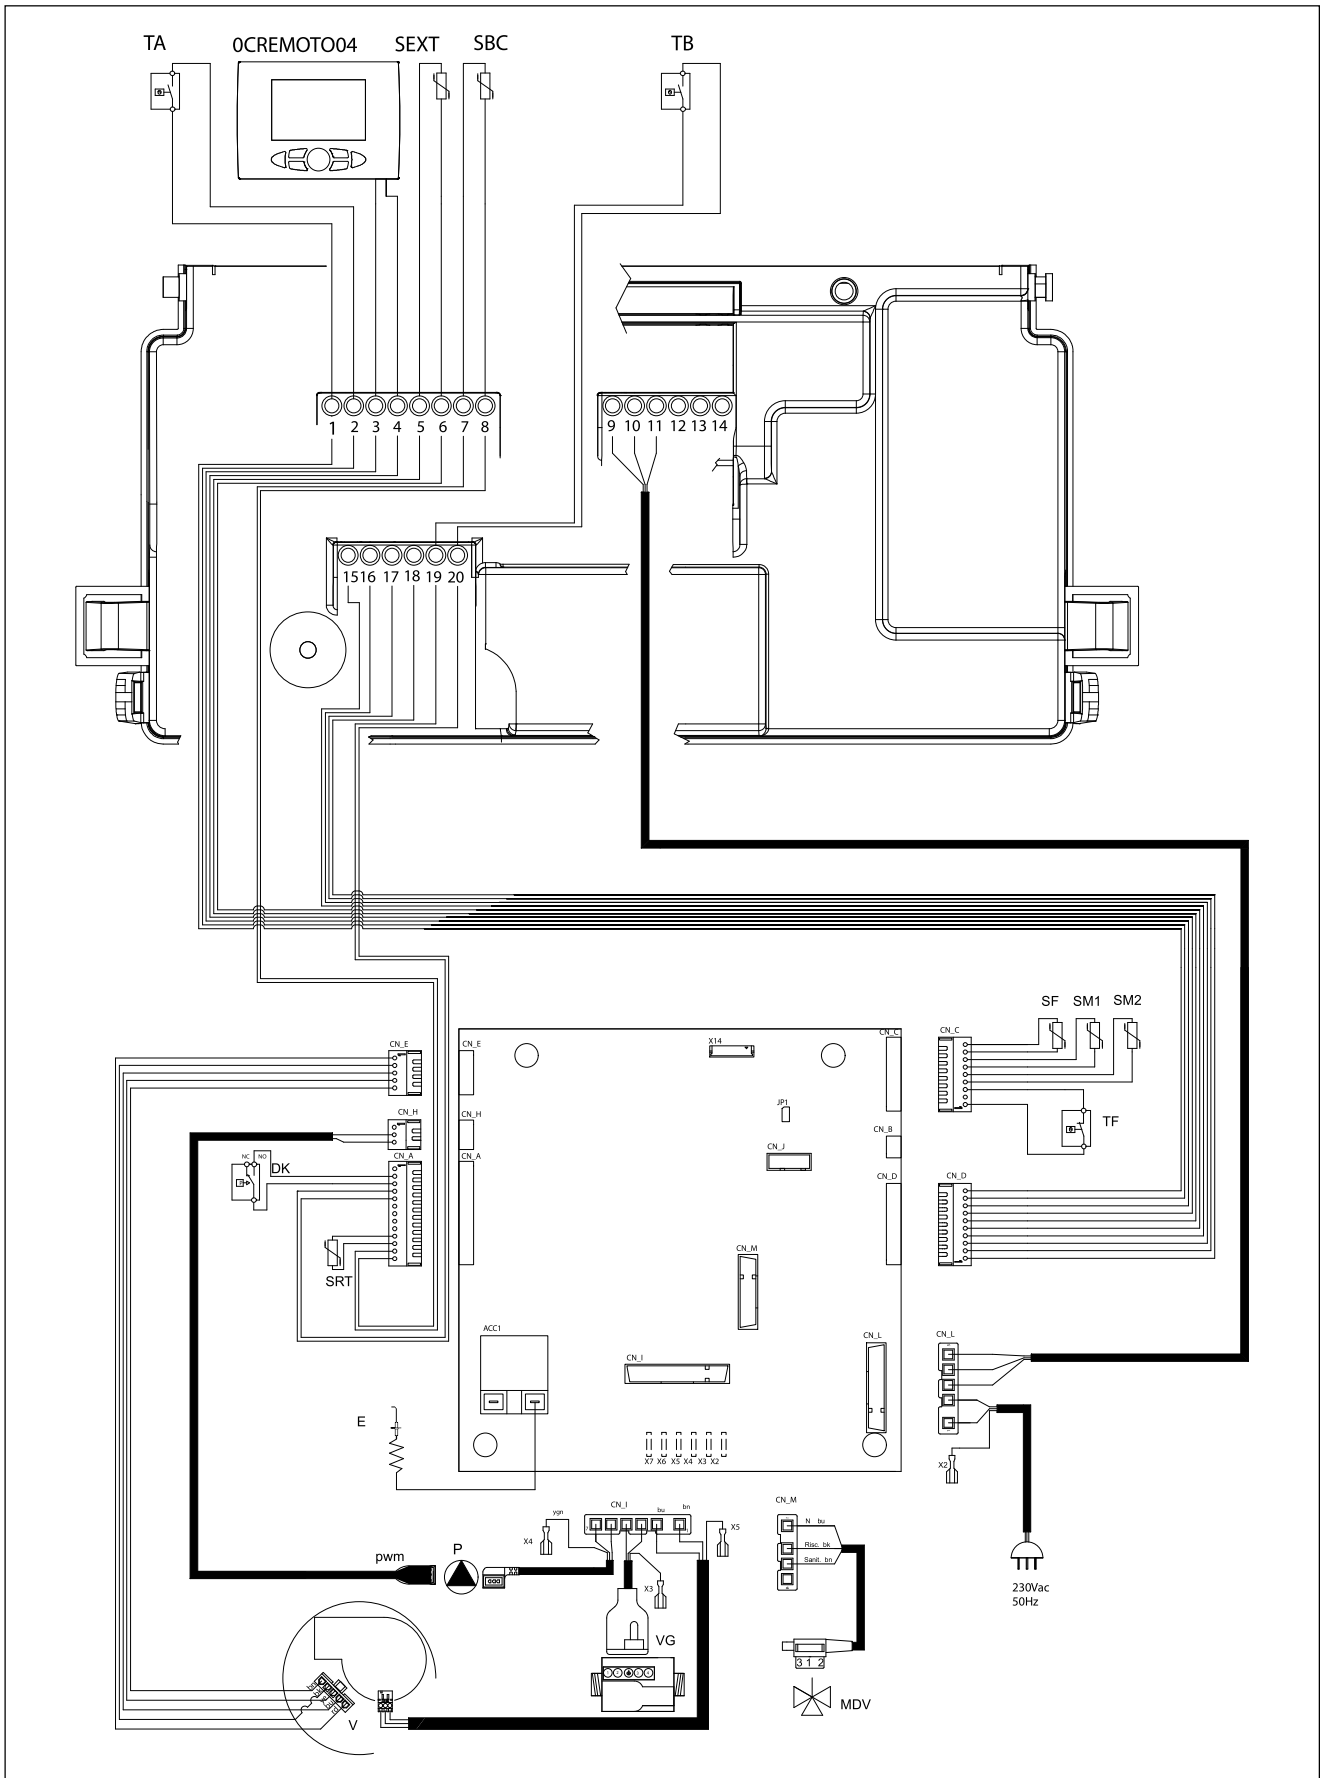 TA 0CREMOTO04 SEXT SBC TB
1 2 3 4 5 6 7 8
9 10 11 12 13 14
15 16 17 18 19 20
SF SM1 SM2
CN_E CN_E X14 CN_C CN_C
JP1
CN_H CN_H TF
CN_B
CN_J
NC NO DK CN_A CN_A
CN_D CN_D
CN_M
SRT
ACC1 CN_L CN_L
CN_I
E
X7 X6 X5 X4 X3 X2
X2
CN_I CN_M
ygn bu bn
X4 X5
N bu
Risc. bk
Sanit. bn
pwm P
X3
230Vac
50Hz
VG
3 1 2
MDV
V